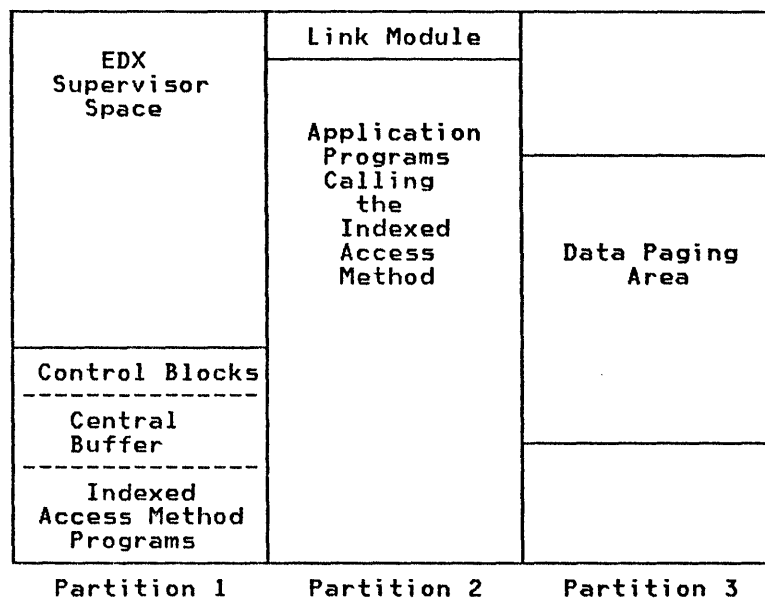 EDX
Supervisor
Space
Control Blocks
Central
Buffer
Indexed
Access Method
Programs
Partition 1
Link Module
Application
Programs
Calling
the
Indexed
Access
Method
Partition 2
Data Paging
Area
Partition 3